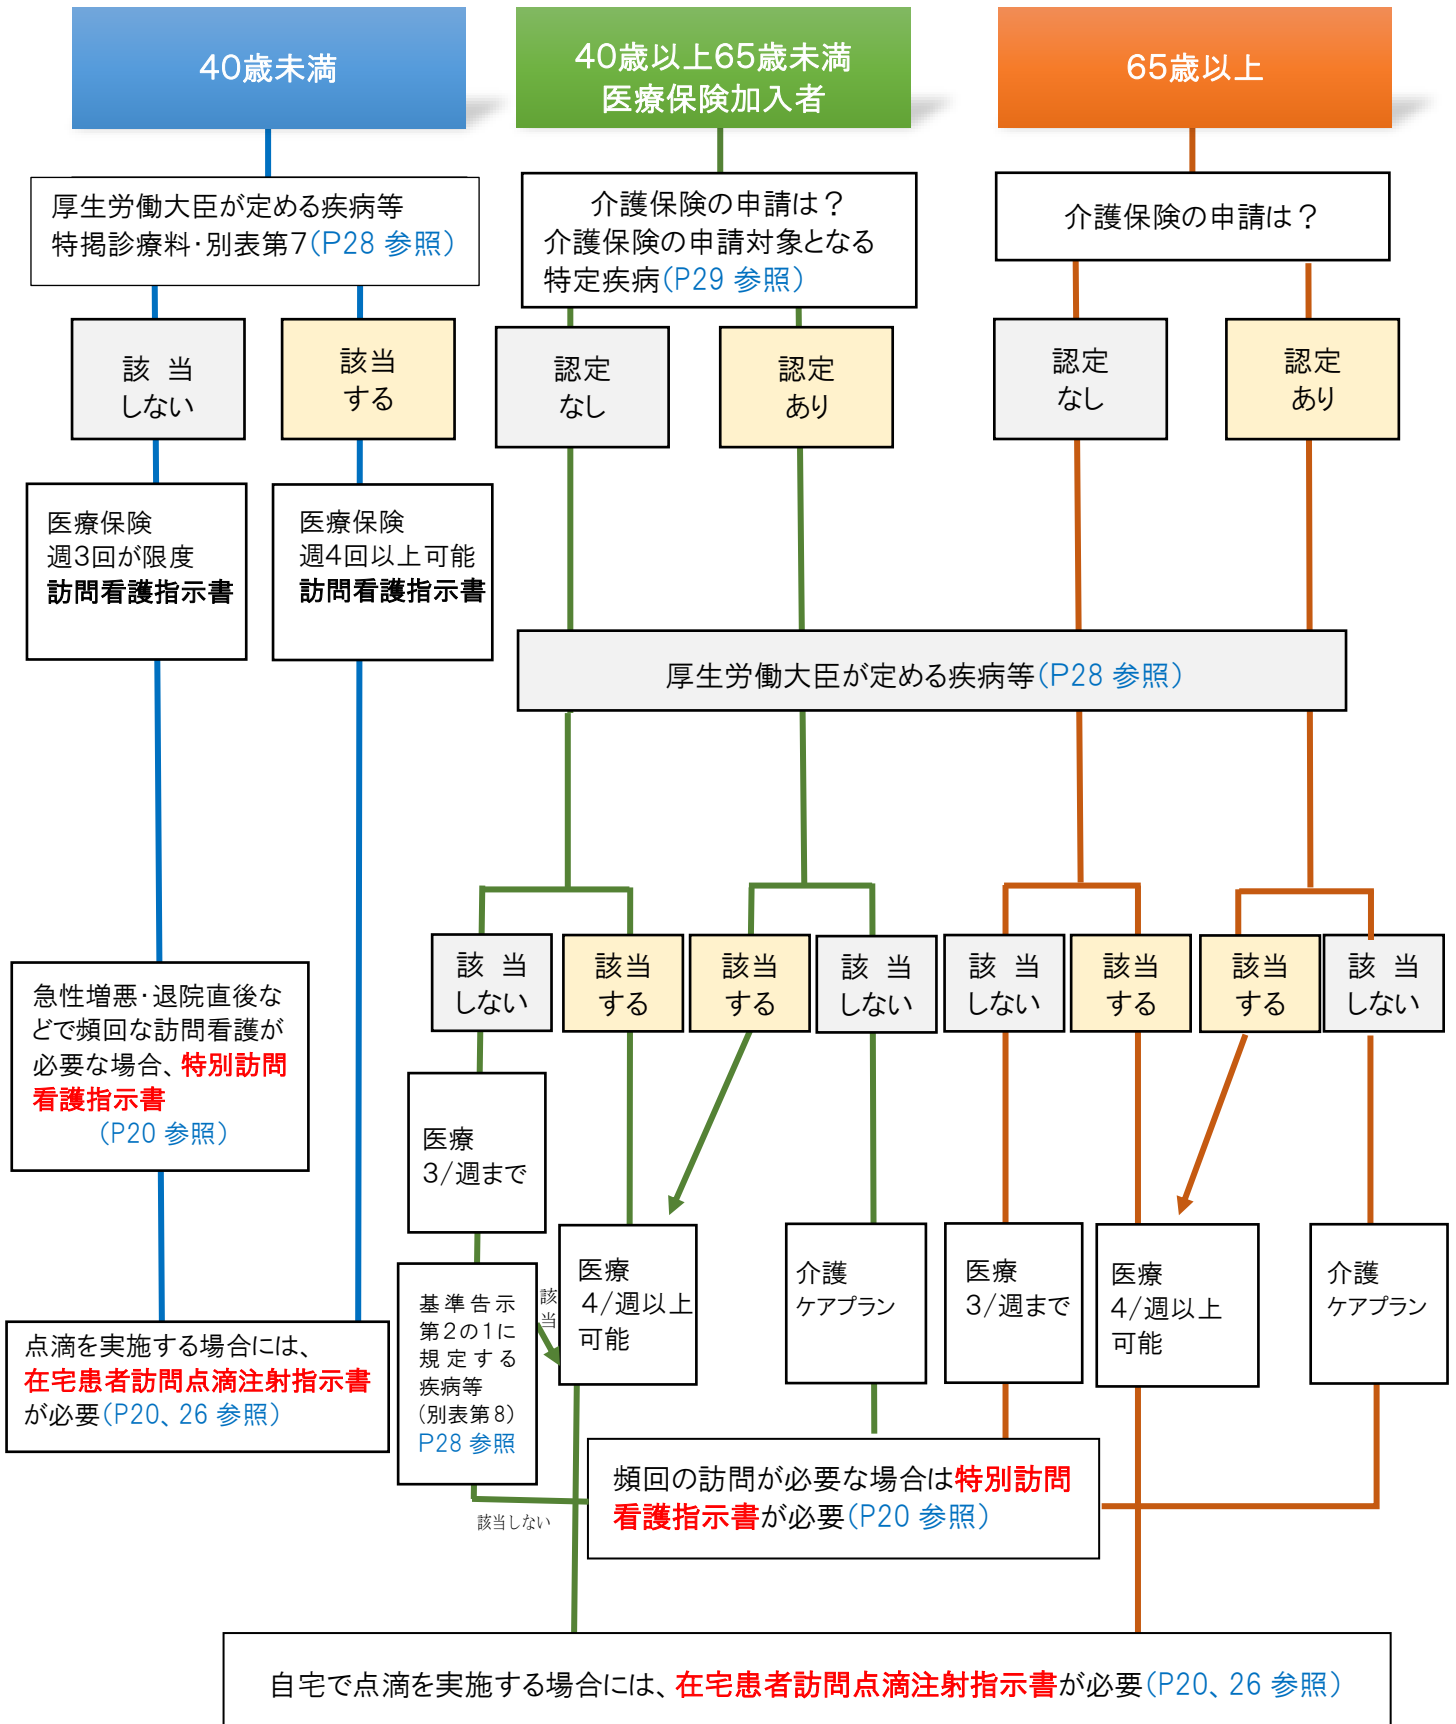 40歳未満
40歳以上65歳未満
医療保険加入者
65歳以上
厚生労働大臣が定める疾病等
特掲診療料・別表第7(P28 参照)
介護保険の申請は？
介護保険の申請対象となる
特定疾病(P29 参照)
介護保険の申請は？
該 当
しない
該当
する
認定
なし
認定
あり
認定
なし
認定
あり
医療保険
週3回が限度
訪問看護指示書
医療保険
週4回以上可能
訪問看護指示書
厚生労働大臣が定める疾病等(P28 参照)
該 当
しない
該当
する
該当
する
該 当
しない
該 当
しない
該当
する
該当
する
該 当
しない
急性増悪・退院直後な
どで頻回な訪問看護が
必要な場合、特別訪問
看護指示書
(P20 参照)
医療
3/週まで
医療
4/週以上
可能
介護
ケアプラン
医療
3/週まで
医療
4/週以上
可能
介護
ケアプラン
基準告示
第2の1に
規定する
疾病等
(別表第8)
P28 参照
該
当
点滴を実施する場合には、
在宅患者訪問点滴注射指示書
が必要(P20、26 参照)
頻回の訪問が必要な場合は特別訪問
看護指示書が必要(P20 参照)
該当しない
自宅で点滴を実施する場合には、在宅患者訪問点滴注射指示書が必要(P20、26 参照)